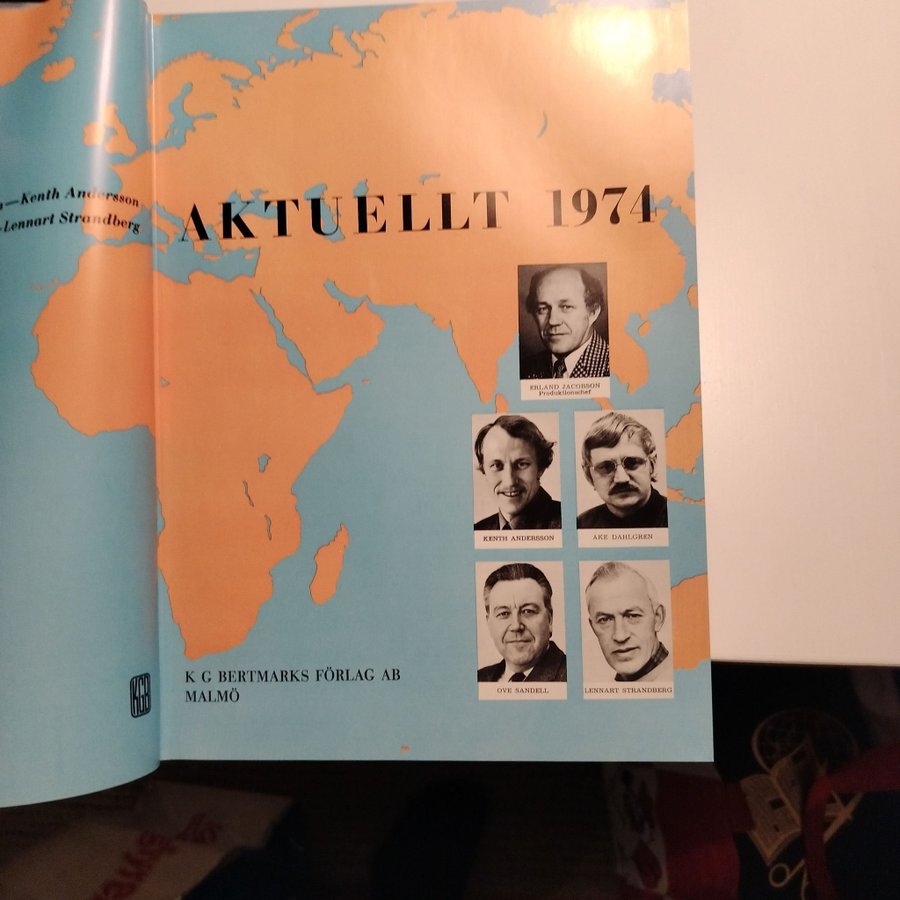 —Kenth Andersson
-Lennart Strandberg
AKTUELLT 1974
ERLAND JACOBSON
Produktionschef
KENTH ANDERSSON
AKE DAHLGREN
OVE SANDELL
LENNART STRANDBERG
K G BERTMARKS FÖRLAG AB
MALMÖ
KGB